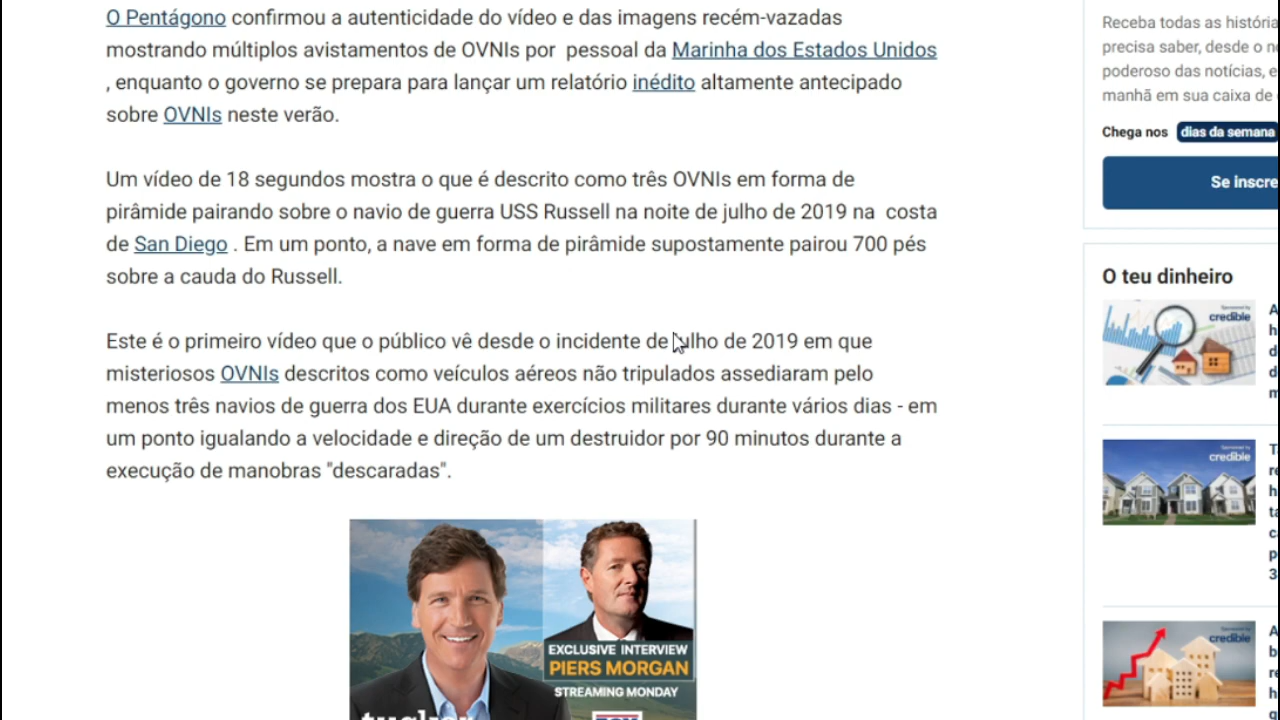 O Pentágono confirmou a autenticidade do vídeo e das imagens recém-vazadas
mostrando múltiplos avistamentos de OVNIs por pessoal da Marinha dos Estados Unidos
, enquanto o governo se prepara para lançar um relatório inédito altamente antecipado
sobre OVNIs neste verão.
Um vídeo de 18 segundos mostra o que é descrito como três OVNIs em forma de
pirâmide pairando sobre o navio de guerra USS Russell na noite de julho de 2019 na costa
de San Diego . Em um ponto, a nave em forma de pirâmide supostamente pairou 700 pés
sobre a cauda do Russell.
Este é o primeiro vídeo que o público vê desde o incidente de julho de 2019 em que
misteriosos OVNIs descritos como veículos aéreos não tripulados assediaram pelo
menos três navios de guerra dos EUA durante exercícios militares durante vários dias - em
um ponto igualando a velocidade e direção de um destruidor por 90 minutos durante a
execução de manobras "descaradas".
EXCLUSIVE INTERVIEW
PIERS MORGAN
STREAMING MONDAY
tucker
FOX
Receba todas as história
precisa saber, desde o n
poderoso das notícias, e
manhã em sua caixa de
Chega nos dias da semana
Se inscre
O teu dinheiro
Sponsored by
credible
Sponsored by
credible
Sponsored by
credible